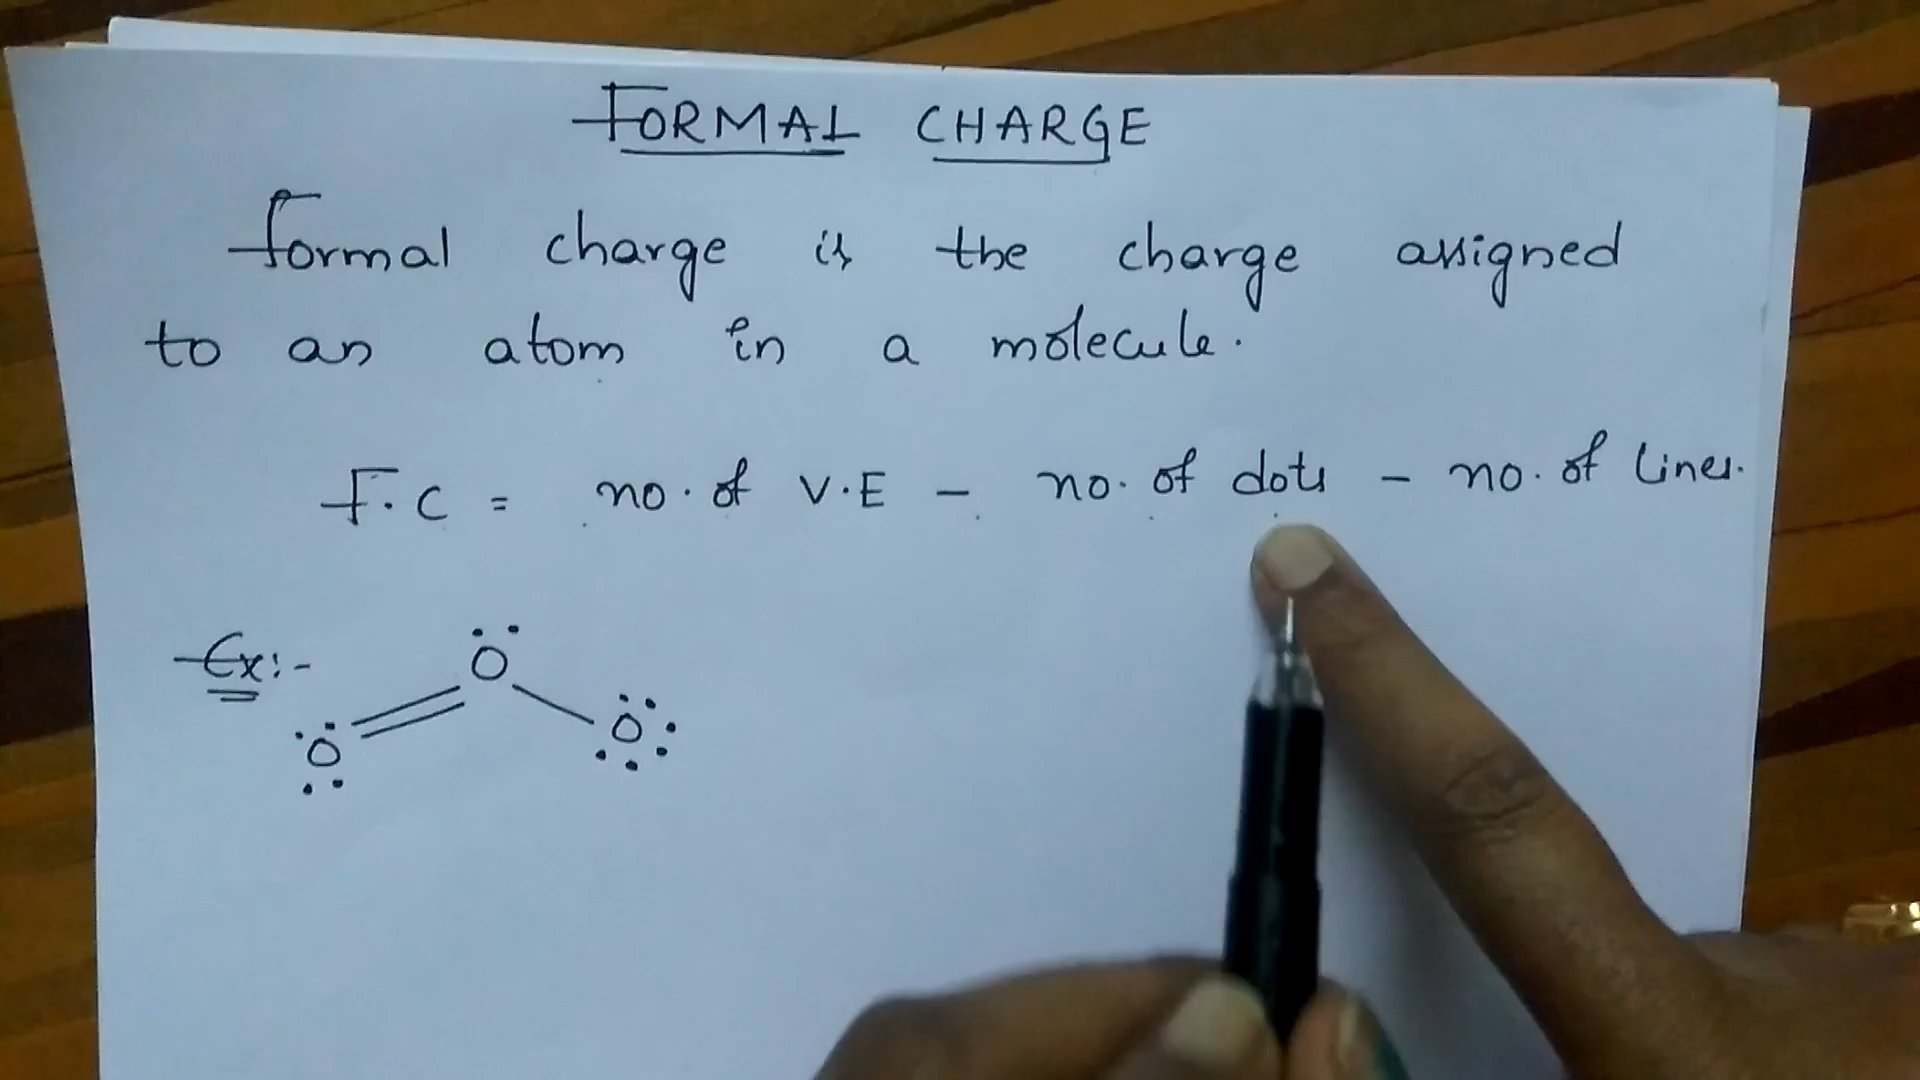 FORMAL CHARGE
Formal charge is the charge assigned
to an atom in a molecule.
F.C = no. of V.E - no. of dots - no. of lines.
Ex:-
O
O
O